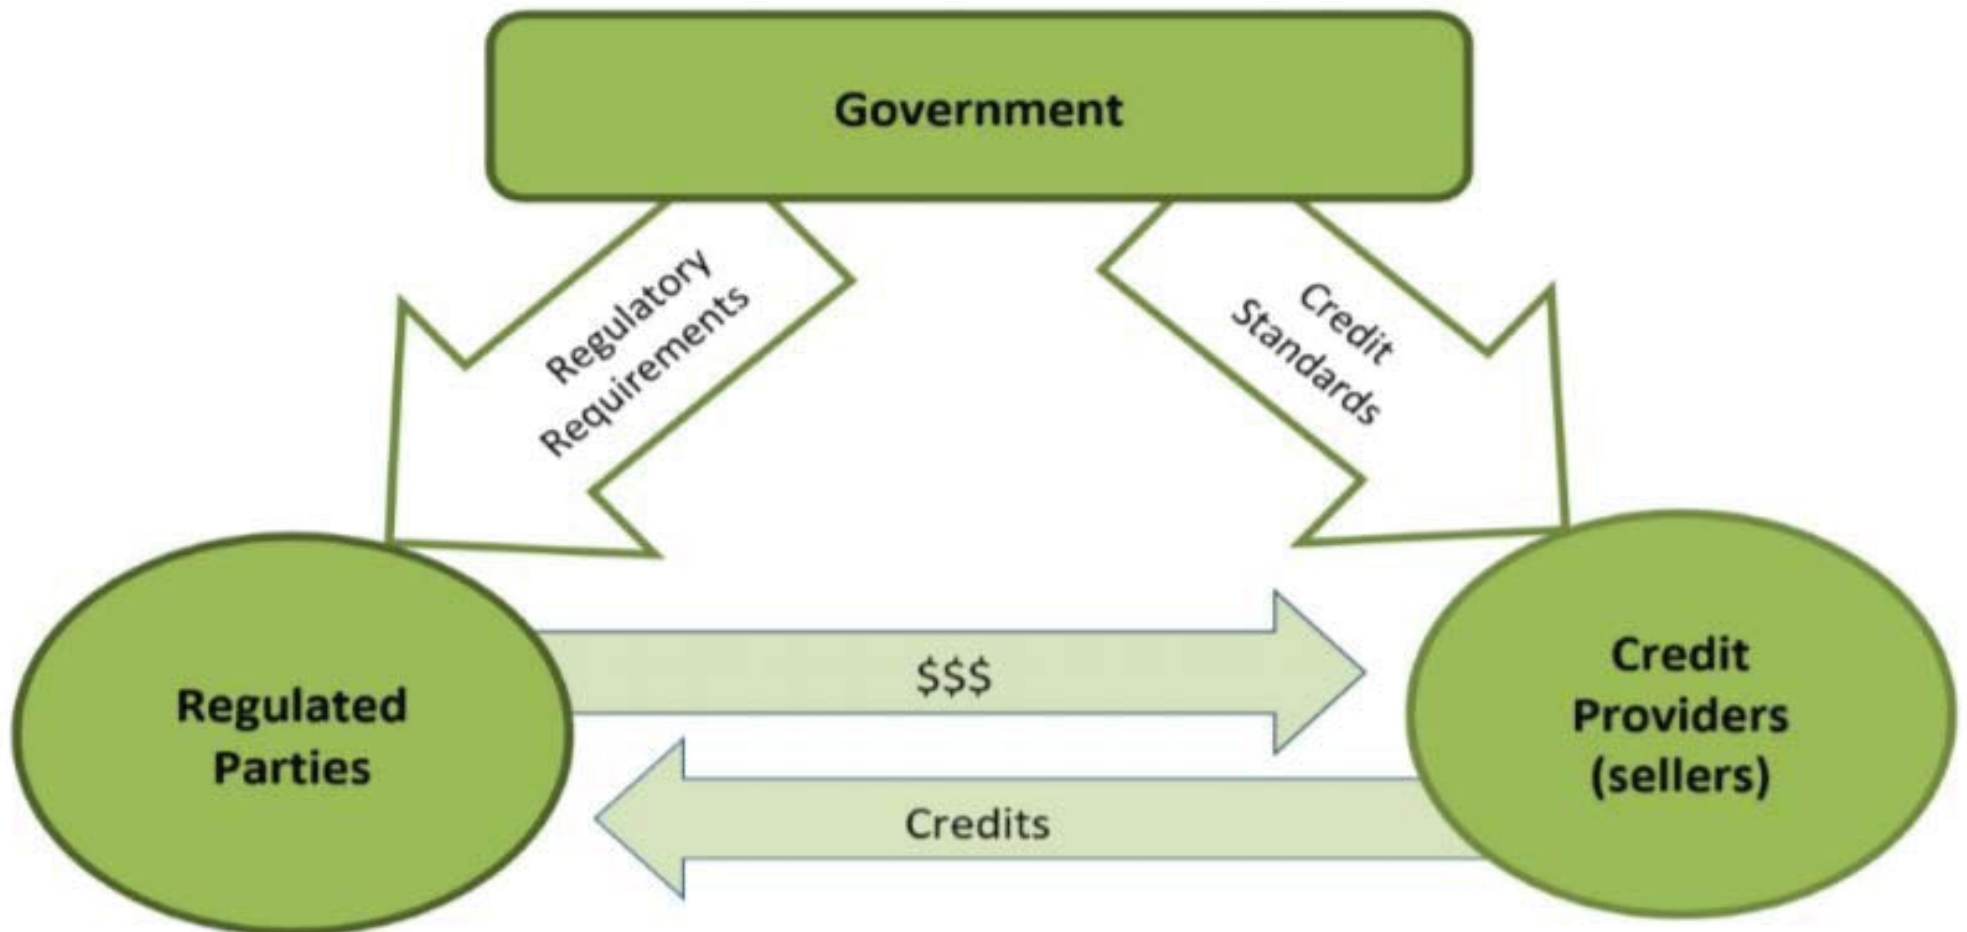 Government
Regulatory
Requirements
Credit
Standards
$$$
Regulated
Parties
Credit
Providers
(sellers)
Credits